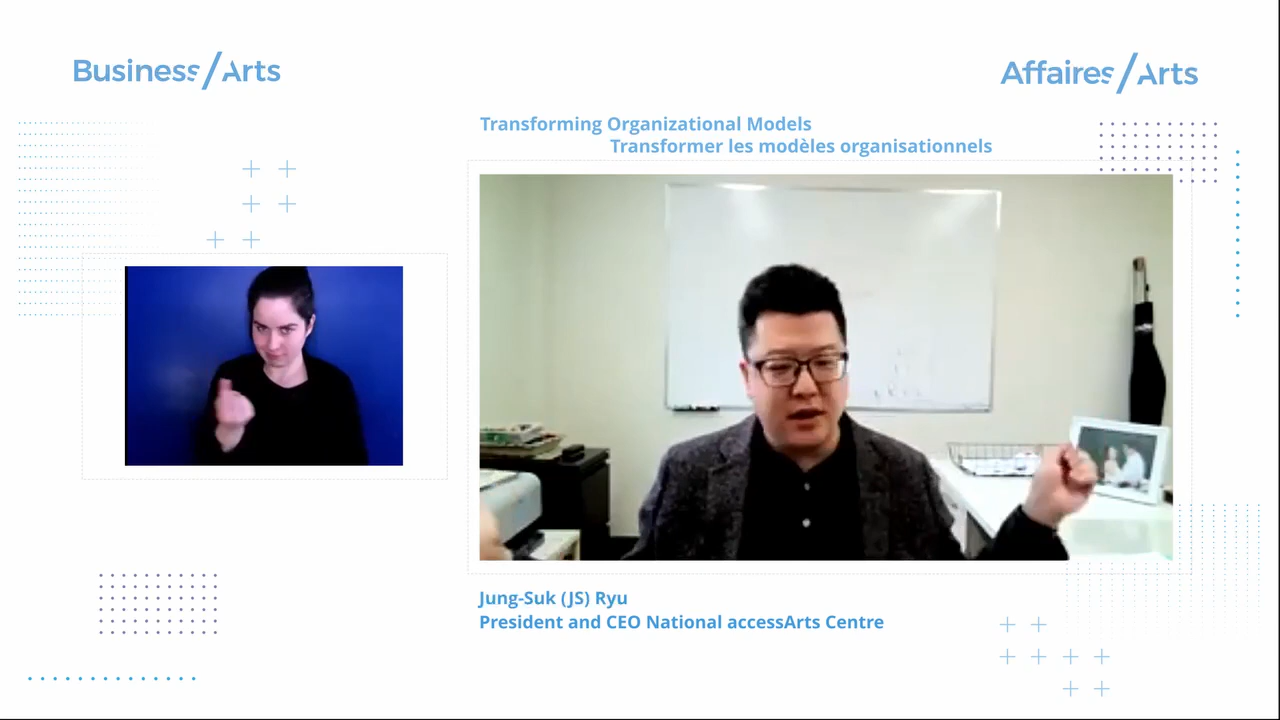 Business/Arts
Affaires/Arts
Transforming Organizational Models
Transformer les modèles organisationnels
Jung-Suk (JS) Ryu
President and CEO National accessArts Centre